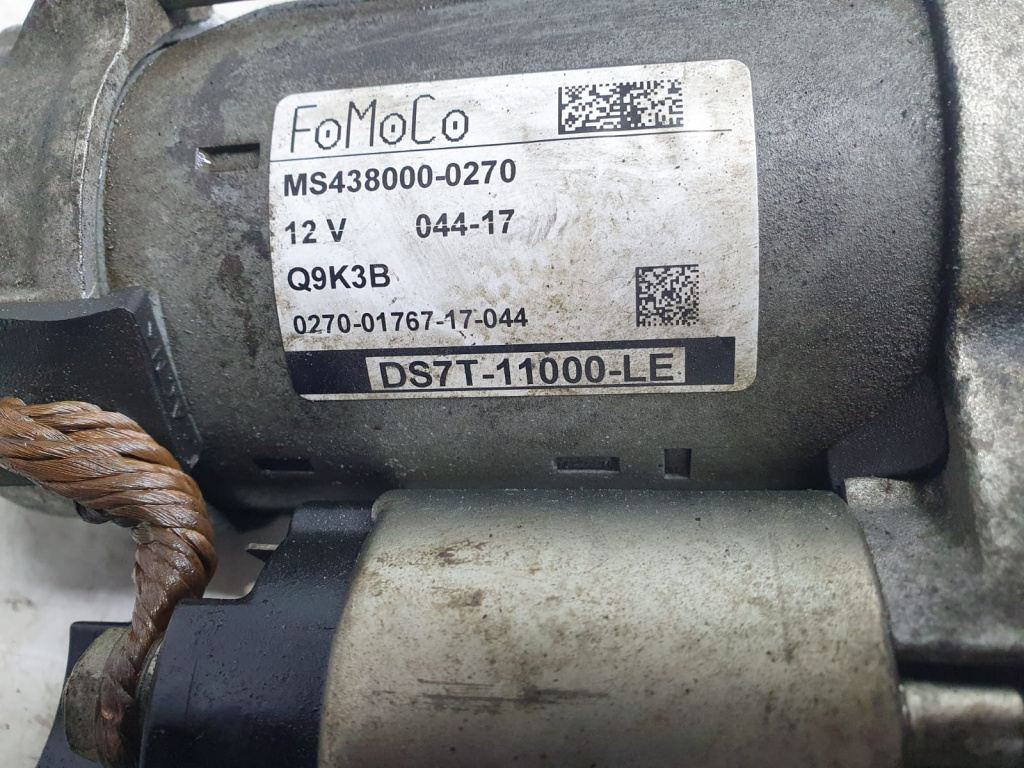 FoMoCo
MS438000-0270
12 V 044-17
Q9K3B
0270-01767-17-044
DS7T-11000-LE